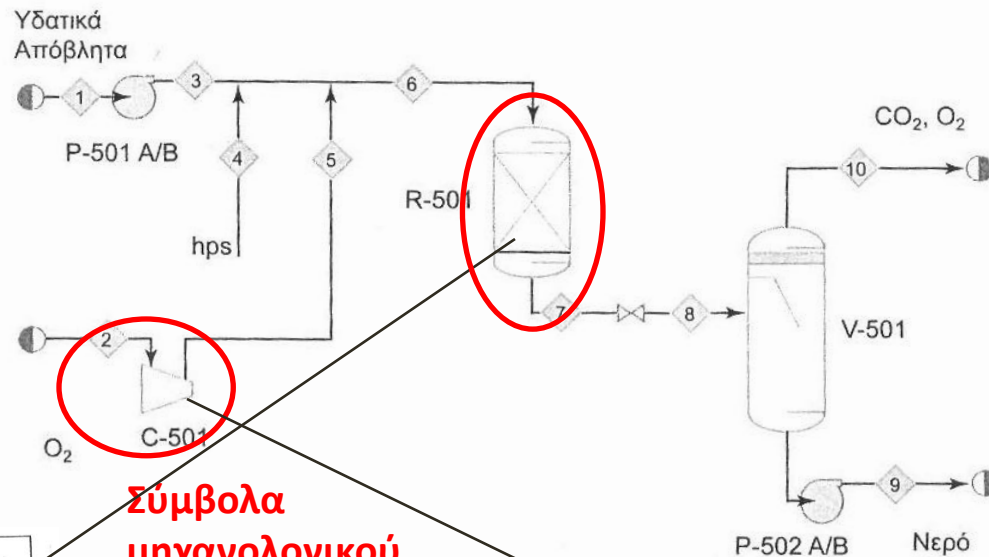 Υδατικά
Απόβλητα
1
3
6
P-501 A/B
4
5
hps
R-501
CO₂, O₂
10
7
8
V-501
2
O₂
C-501
9
P-502 A/B
Νερό
Σύμβολα
μηχανολογικού